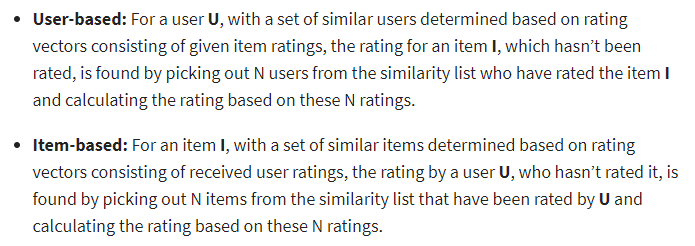 • User-based: For a user U, with a set of similar users determined based on rating
vectors consisting of given item ratings, the rating for an item I, which hasn’t been
rated, is found by picking out N users from the similarity list who have rated the item I
and calculating the rating based on these N ratings.
• Item-based: For an item I, with a set of similar items determined based on rating
vectors consisting of received user ratings, the rating by a user U, who hasn’t rated it, is
found by picking out N items from the similarity list that have been rated by U and
calculating the rating based on these N ratings.